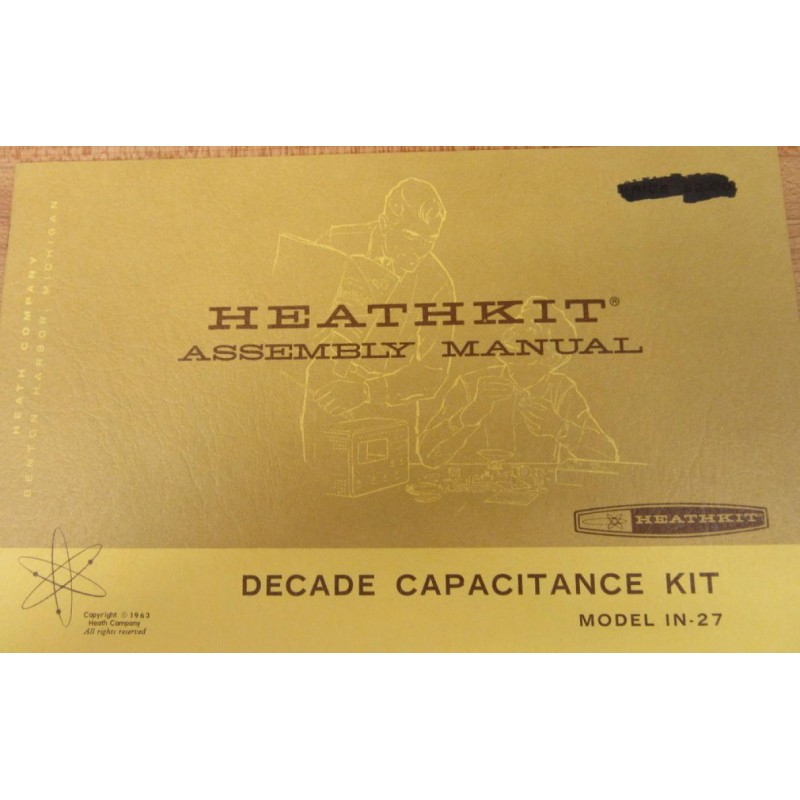 HEATH COMPANY
BENTON HARBOR MICHIGAN
HEATHKIT®
ASSEMBLY MANUAL
HEATHKIT
DECADE CAPACITANCE KIT
MODEL IN-27
Copyright © 1963
Heath Company
All rights reserved